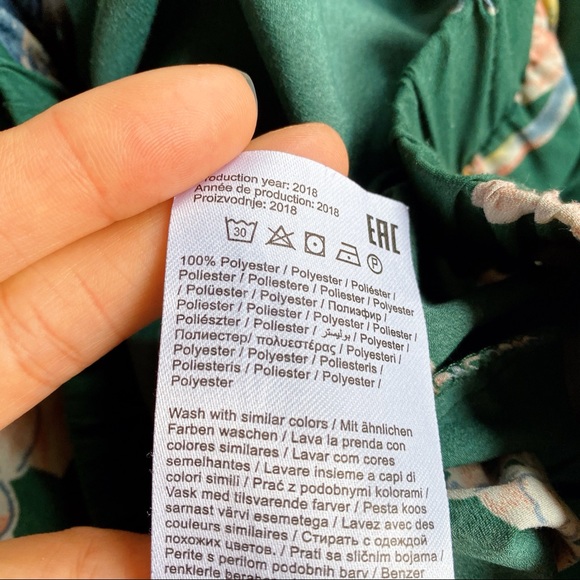 Production year: 2018
Année de production: 2018
Proizvodnje: 2018
30
EAC
P
100% Polyester / Polyester / Poliéster /
Poliester / Poliestere / Poliester / Polyester
/ Polüester / Polyester / Полиэфир /
Poliester / Poliester / Polyester / Poliester /
Poliészter / Poliester / بوليستر / Polyester /
Полиестер/ πολυεστέρας / Polyesteri /
Polyester / Polyester / Poliesteris /
Poliesteris / Poliester / Polyester /
Polyester
Wash with similar colors / Mit ähnlichen
Farben waschen / Lava la prenda con
colores similares / Lavar com cores
semelhantes / Lavare insieme a capi di
colori simili / Prać z podobnymi kolorami /
Vask med tilsvarende farver / Pesta koos
sarnast värvi esemetega / Lavez avec des
couleurs similaires / Стирать с одеждой
похожих цветов. / Prati sa sličnim bojama /
Perite s perilom podobnih barv / Benzer
renklerle